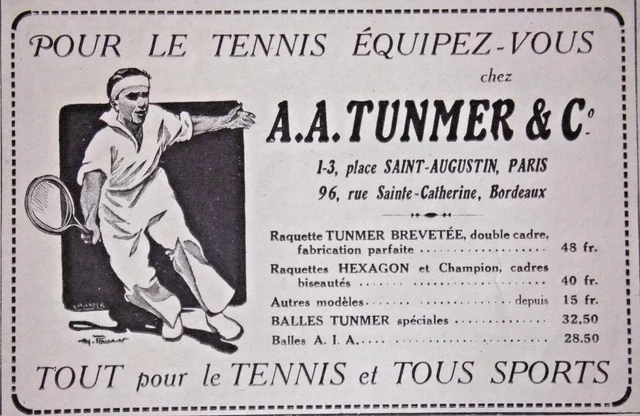 POUR LE TENNIS ÉQUIPEZ-VOUS
chez
A.A. TUNMER & Co.
1-3, place SAINT-AUGUSTIN, PARIS
96, rue Sainte-Catherine, Bordeaux
Raquette TUNMER BREVETÉE, double cadre,
fabrication parfaite .................. 48 fr.
Raquettes HEXAGON et Champion, cadres
biseautés ............................. 40 fr.
Autres modèles .................. depuis 15 fr.
BALLES TUNMER spéciales ............... 32,50
Balles A. I A. ........................ 28.50
TOUT pour le TENNIS et TOUS SPORTS